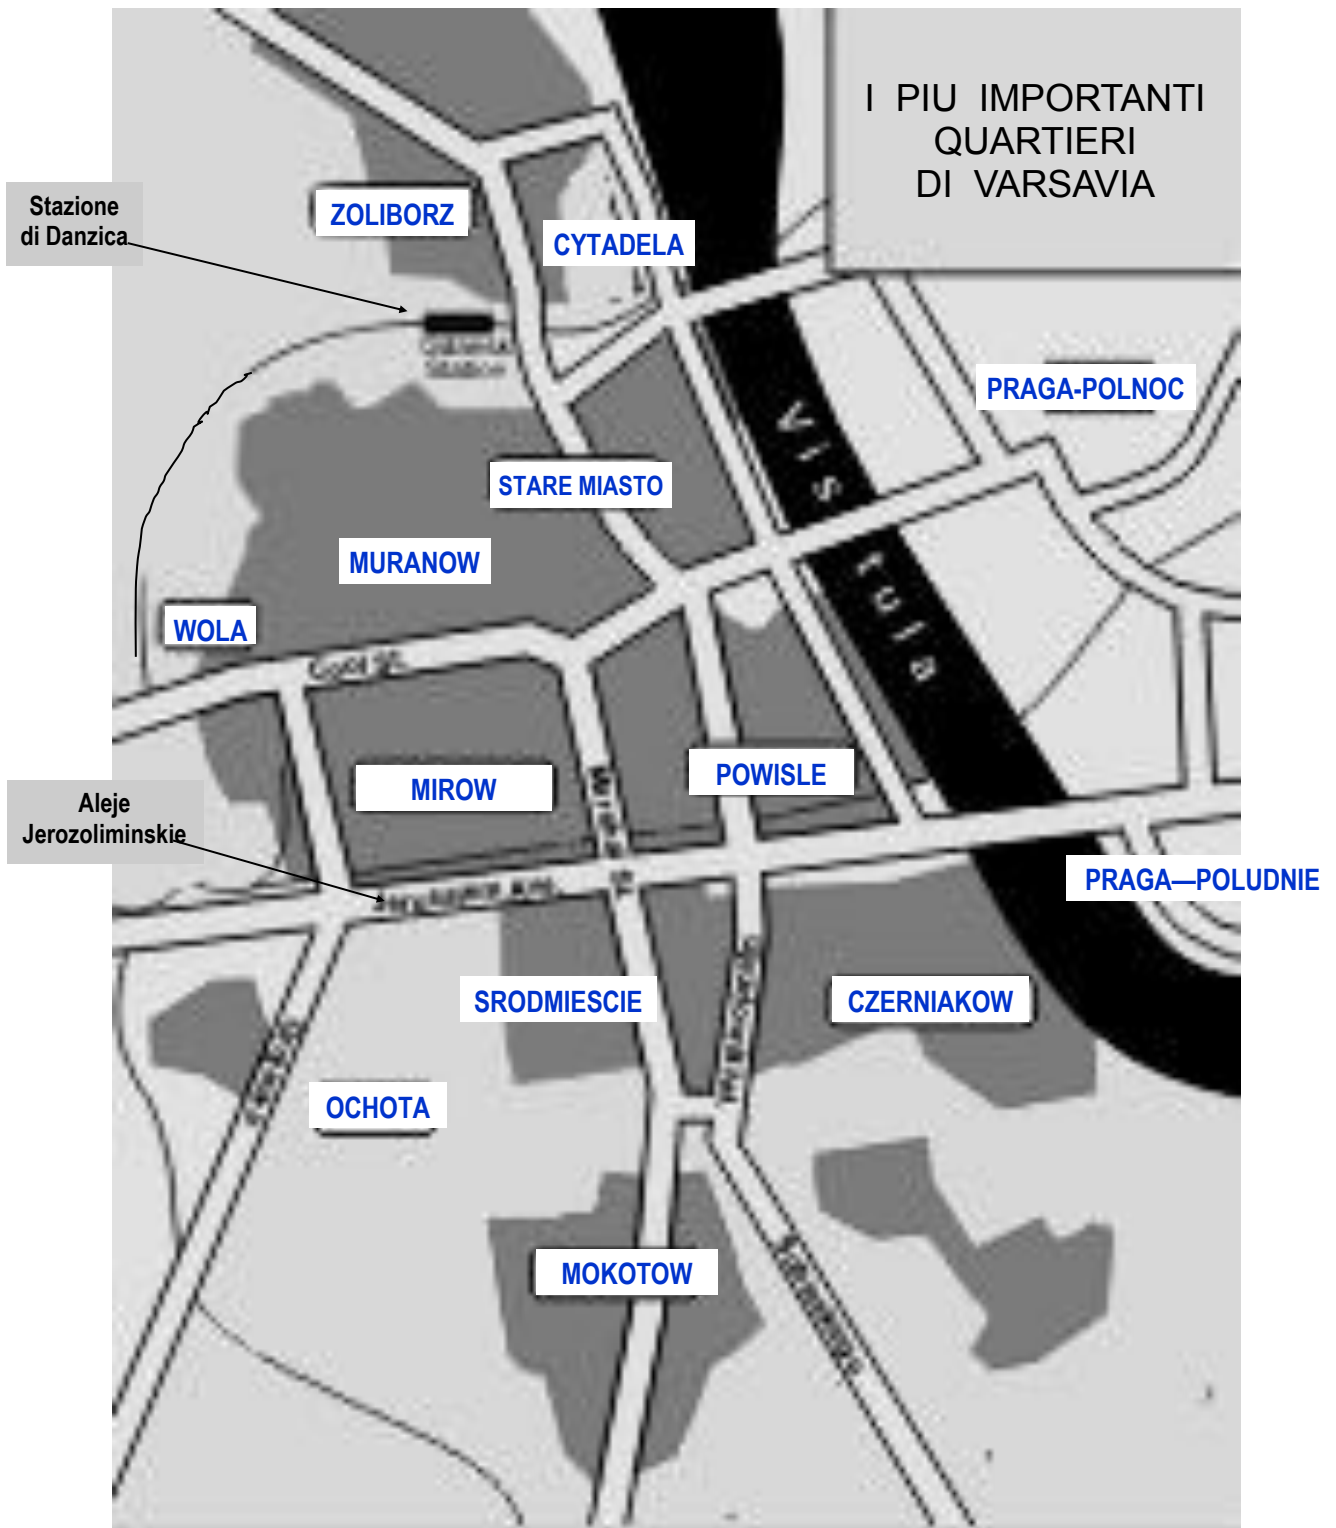 I PIU IMPORTANTI
QUARTIERI
DI VARSAVIA
Stazione
di Danzica
ZOLIBORZ
CYTADELA
PRAGA-POLNOC
Vistula
STARE MIASTO
MURANOW
WOLA
MIROW
POWISLE
Aleje
Jerozoliminskie
PRAGA—POLUDNIE
SRODMIESCIE
CZERNIAKOW
OCHOTA
MOKOTOW